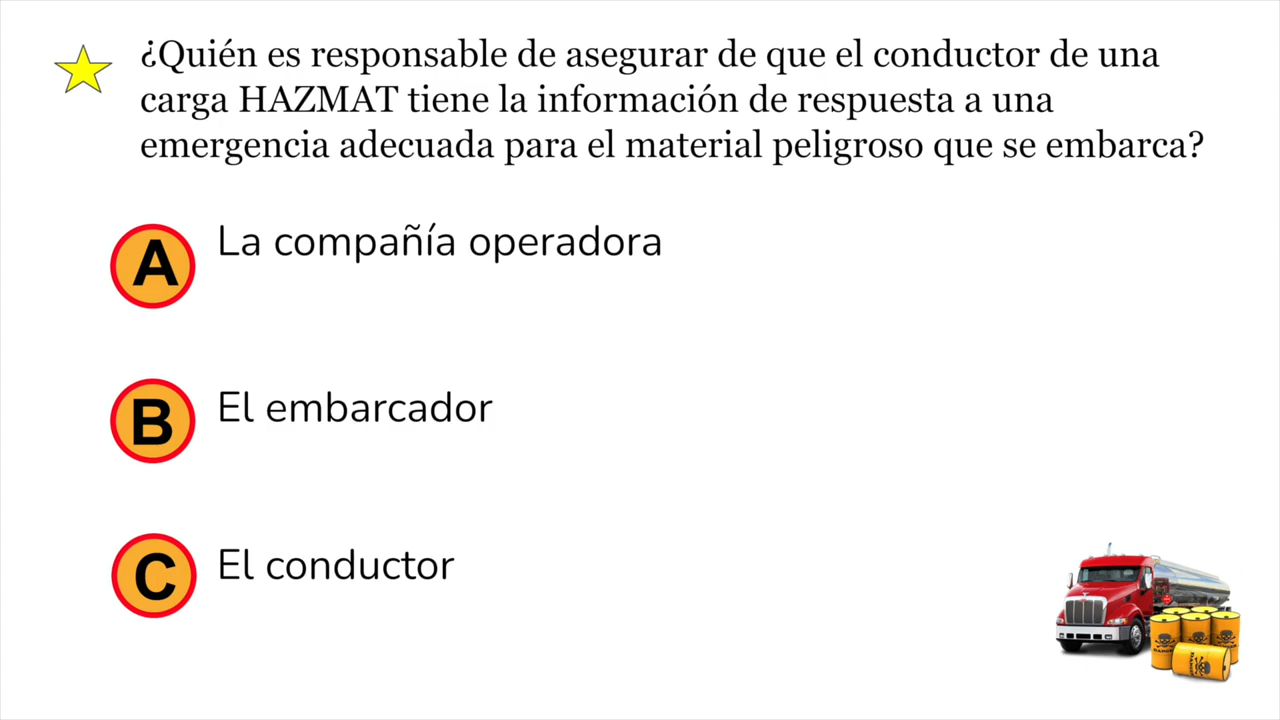 ¿Quién es responsable de asegurar de que el conductor de una
carga HAZMAT tiene la información de respuesta a una
emergencia adecuada para el material peligroso que se embarca?
A La compañía operadora
B El embarcador
C El conductor